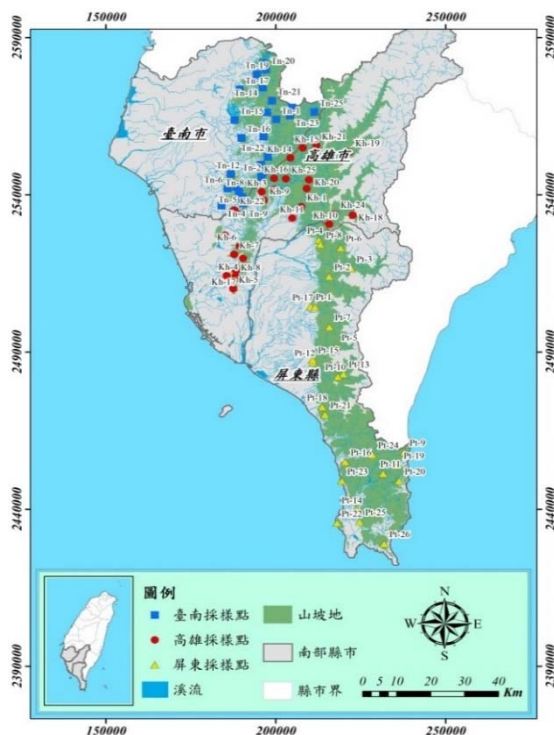 150000 200000 250000
2590000 2590000
Tn-19 Tn-20
Tn-17
Tn-14 Tn-21
Tn-15 Tn-1 Tn-25
臺南市 Tn-23
Tn-16 Kh-21
Tn-22 Kh-14 高雄市 Kh-19
Tn-12 Kh-16 Kh-25
Tn-6 Tn-2 Kh-20
Tn-8 Kh-3 Kh-9
2540000 2540000
Tn-5 Kh-22 Kh-1 Kh-24
Tn-4 Tn-9 Kh-11 Kh-18
Kh-10
Kh-6 Pt-4 Pt-8
Kh-7 Pt-6
Kh-4 Kh-8 Pt-2 Pt-3
Kh-17 Kh-5
Pt-17 Pt-1
Pt-7
Pt-5
2490000 2490000
Pt-12 Pt-15
屏東縣 Pt-10 Pt-13
Pt-18 Pt-21
Pt-24 Pt-9
Pt-16 Pt-19
Pt-23 Pt-11 Pt-20
2440000 2440000
Pt-14
Pt-22 Pt-25
Pt-26
圖例
臺南採樣點 山坡地
高雄採樣點 南部縣市
屏東採樣點 縣市界
溪流
N
W E
S
0 5 10 20 30 40
Km
2390000 2390000
150000 200000 250000